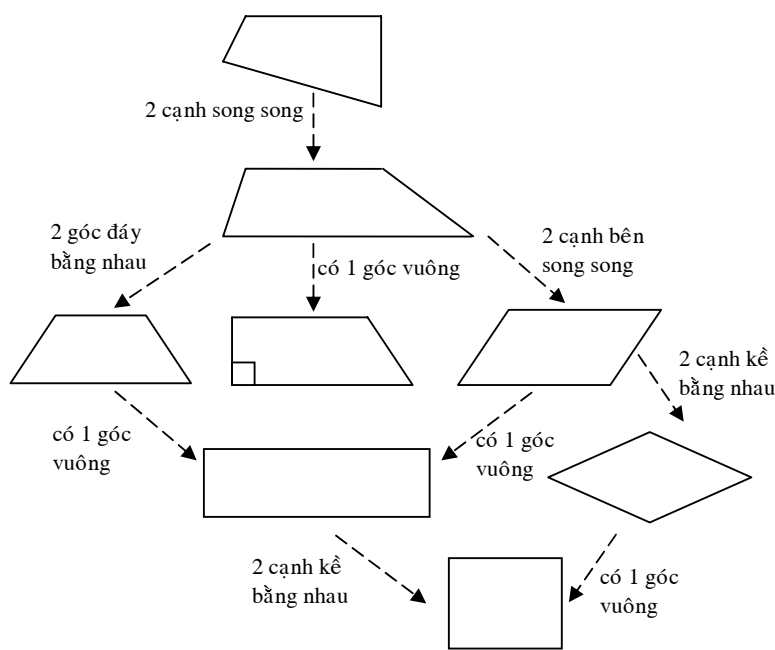 2 cạnh song song
2 góc đáy
bằng nhau
có 1 góc vuông
2 cạnh bên
song song
2 cạnh kề
bằng nhau
có 1 góc
vuông
có 1 góc
vuông
2 cạnh kề
bằng nhau
có 1 góc
vuông